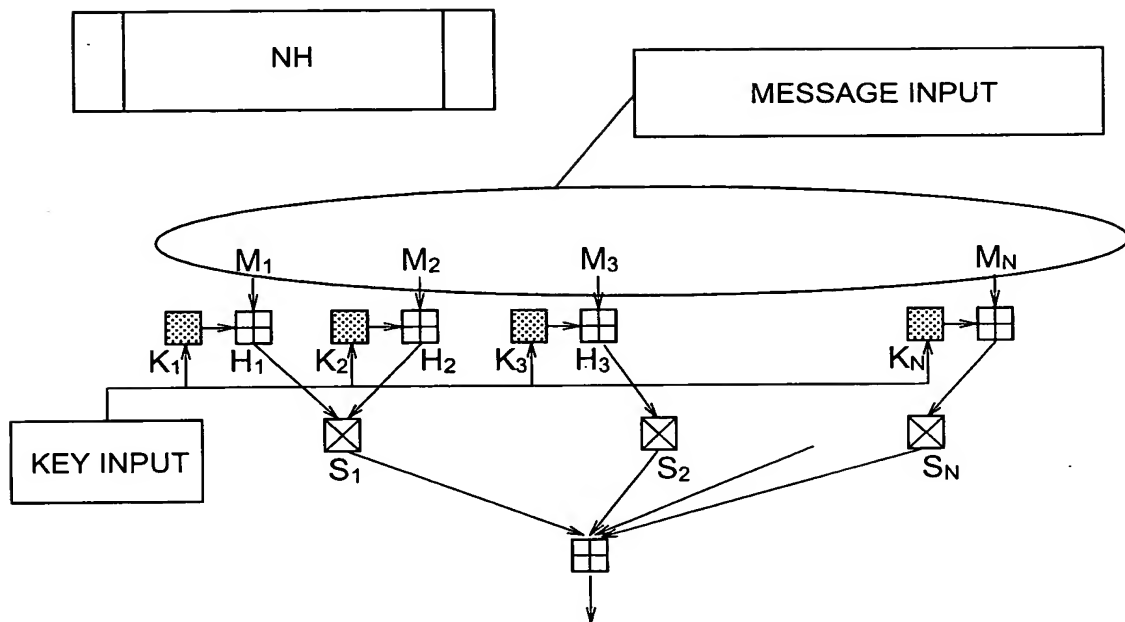 NH
MESSAGE INPUT
M1 M2 M3 MN
K1 H1 K2 H2 K3 H3 KN
KEY INPUT
S1 S2 SN